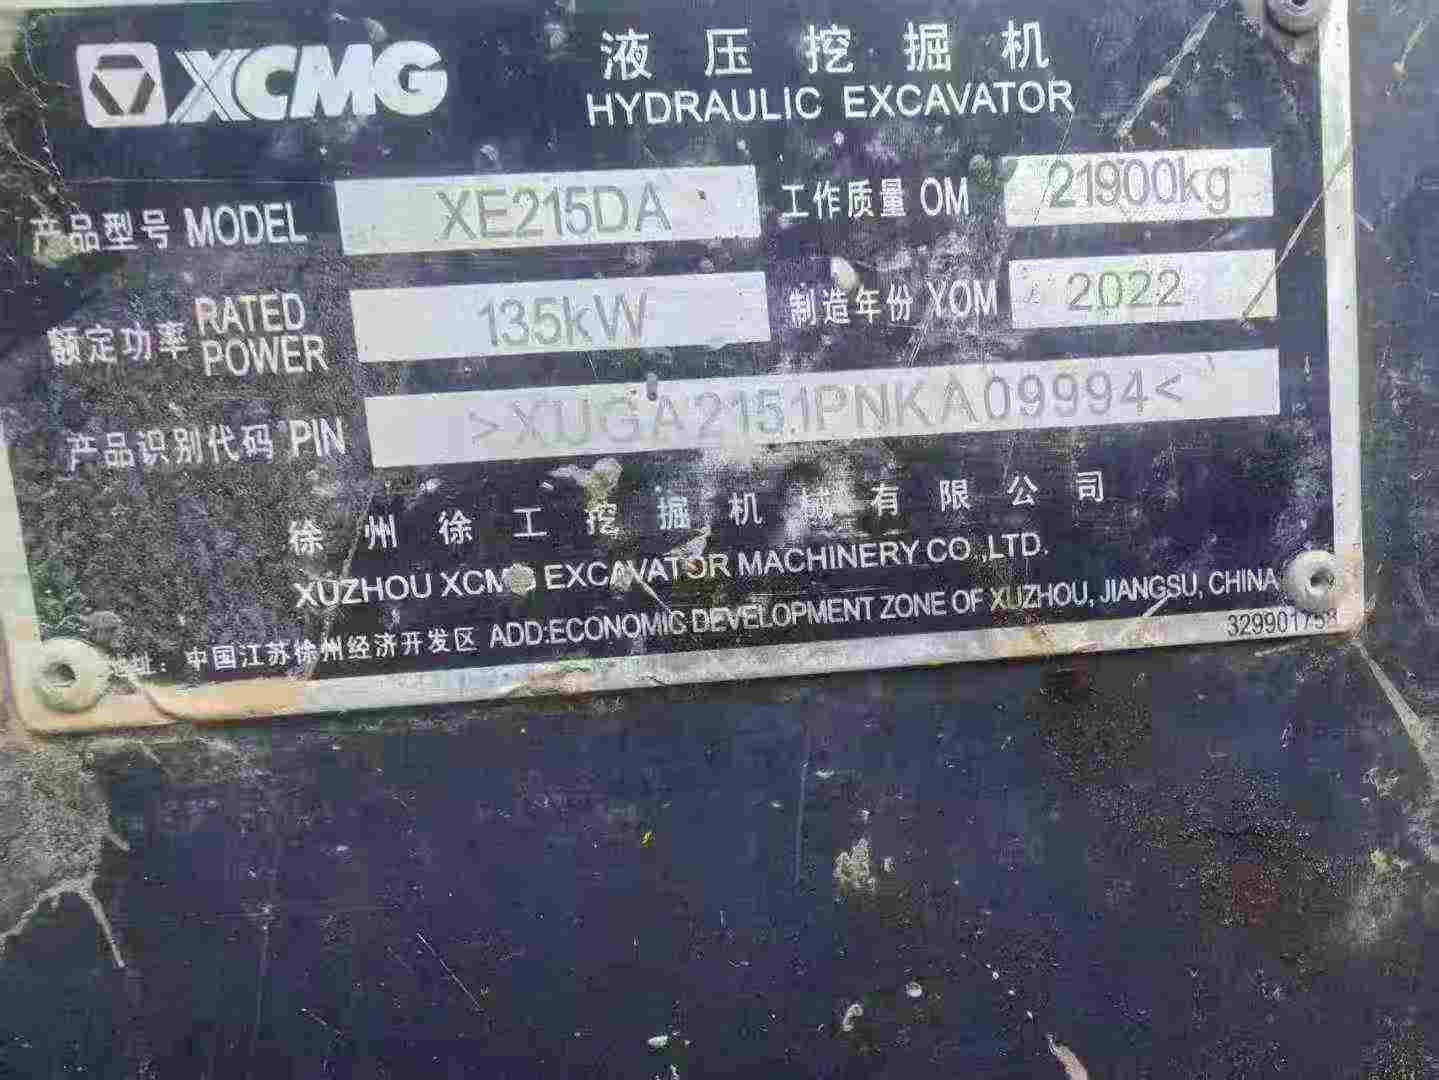 XCMG
液压挖掘机
HYDRAULIC EXCAVATOR
产品型号 MODEL XE215DA 工作质量 OM 21900kg
额定功率 RATED POWER 135kW 制造年份 YOM 2022
产品识别代码 PIN >XUGA2151PNKA09994<
徐州徐工挖掘机械有限公司
XUZHOU XCMG EXCAVATOR MACHINERY CO.,LTD.
址：中国江苏徐州经济开发区 ADD:ECONOMIC DEVELOPMENT ZONE OF XUZHOU, JIANGSU, CHINA